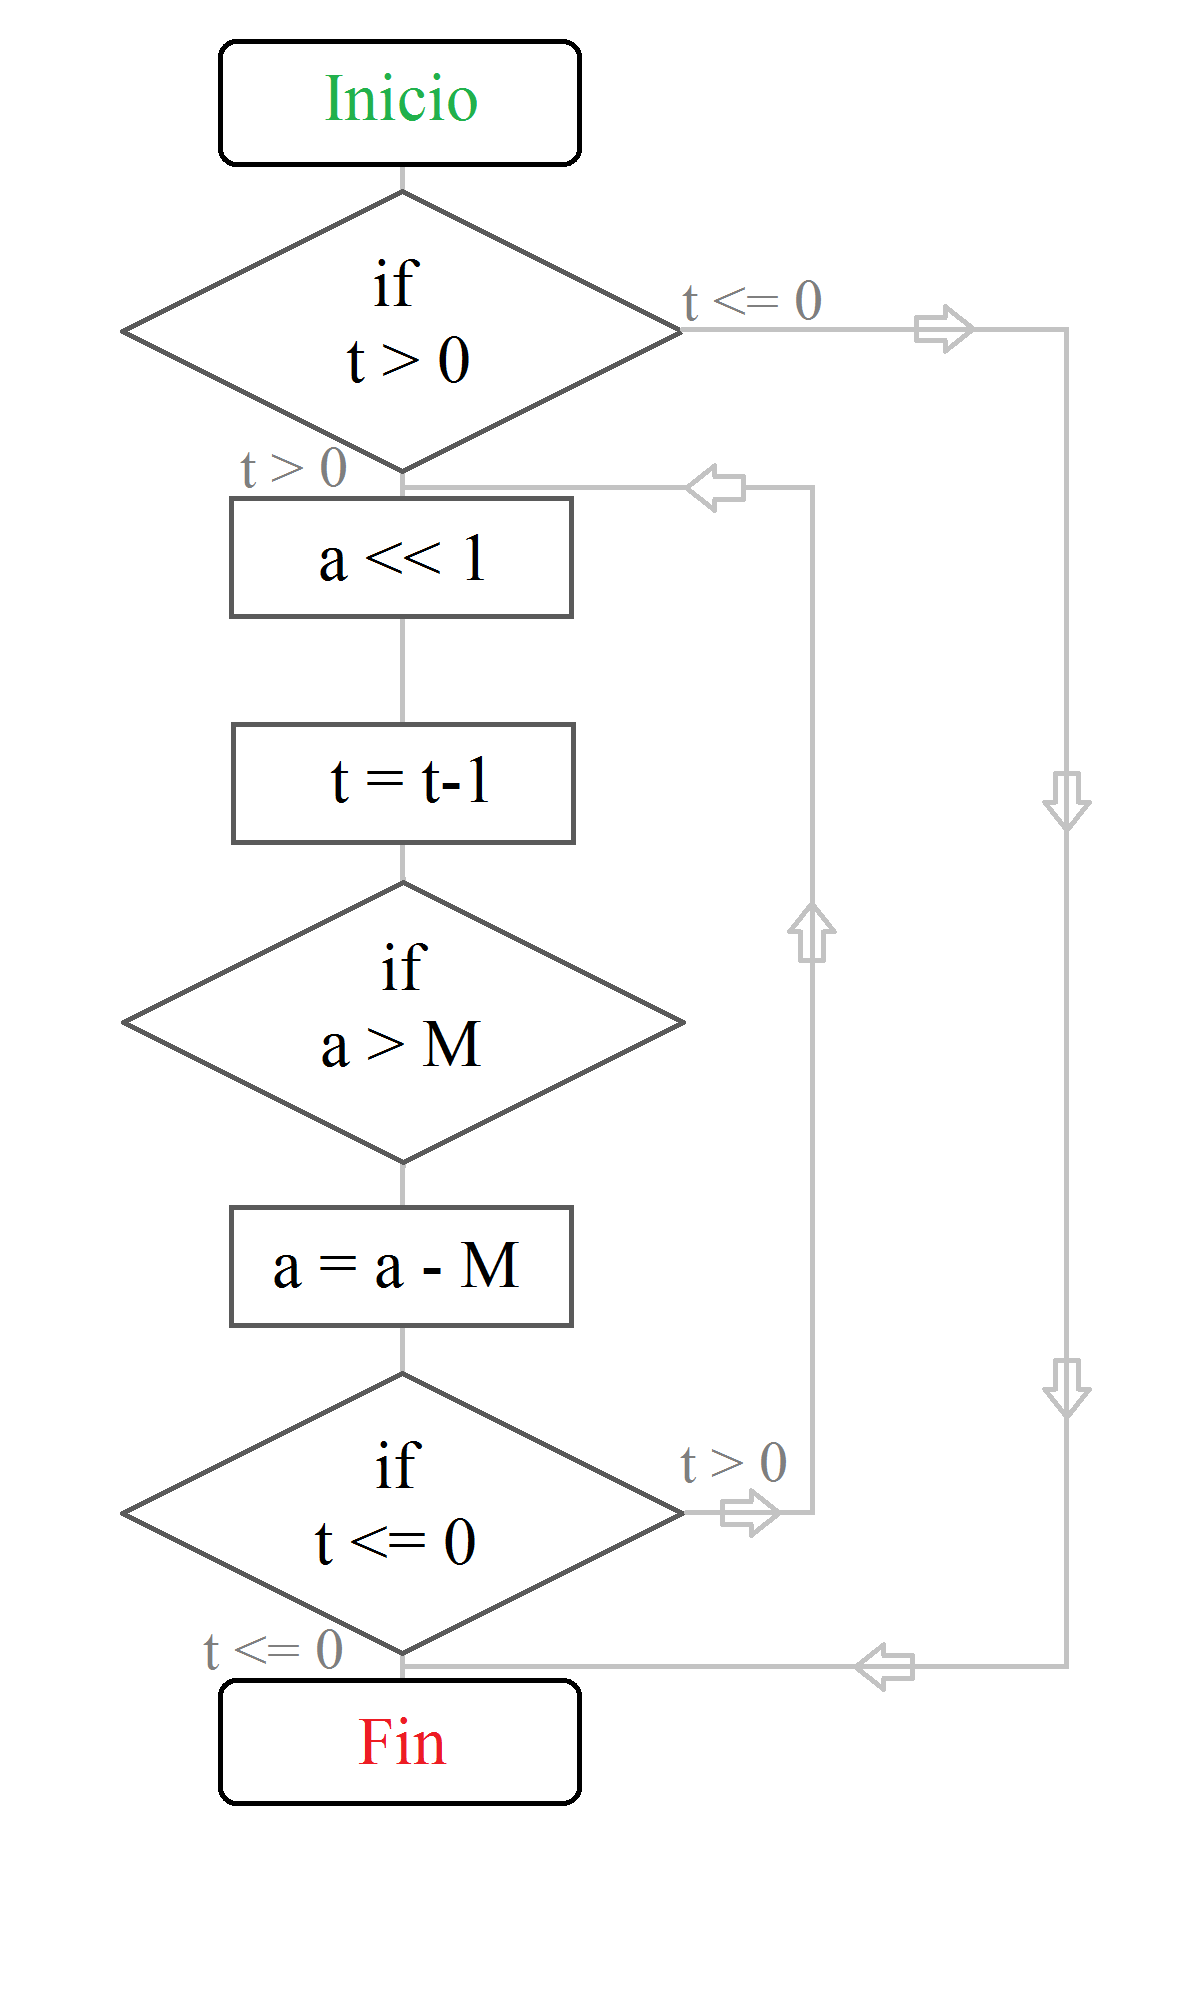 Inicio
if
t > 0
t <= 0
t > 0
a << 1
t = t-1
if
a > M
a = a - M
if
t <= 0
t > 0
t <= 0
Fin